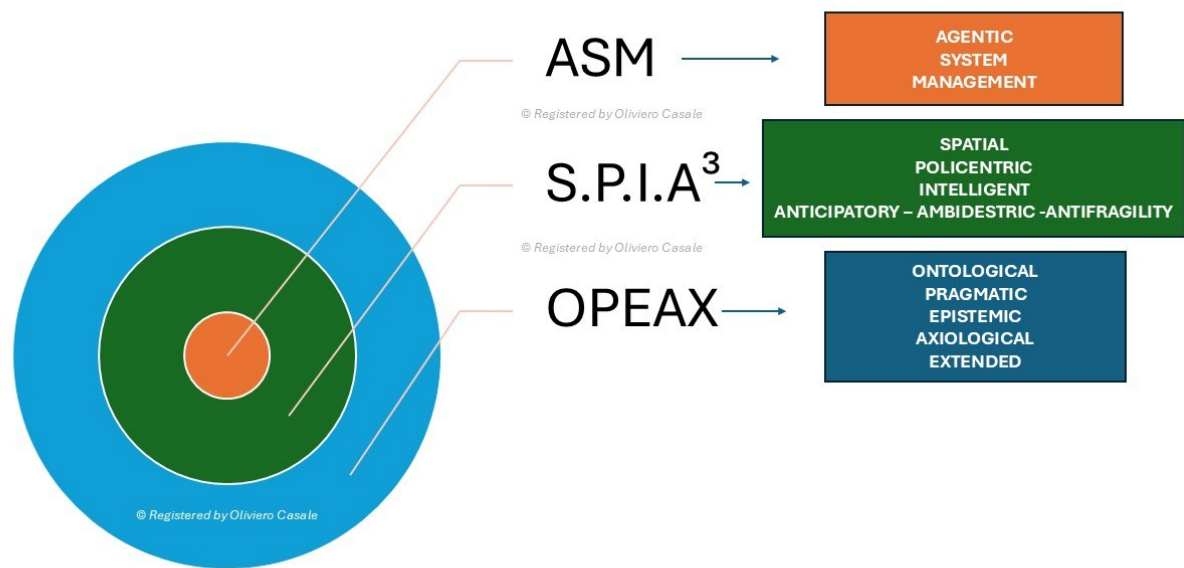 ASM
AGENTIC
SYSTEM
MANAGEMENT
© Registered by Oliviero Casale
S.P.I.A³
SPATIAL
POLICENTRIC
INTELLIGENT
ANTICIPATORY – AMBIDESTRIC -ANTIFRAGILITY
© Registered by Oliviero Casale
OPEAX
ONTOLOGICAL
PRAGMATIC
EPISTEMIC
AXIOLOGICAL
EXTENDED
© Registered by Oliviero Casale